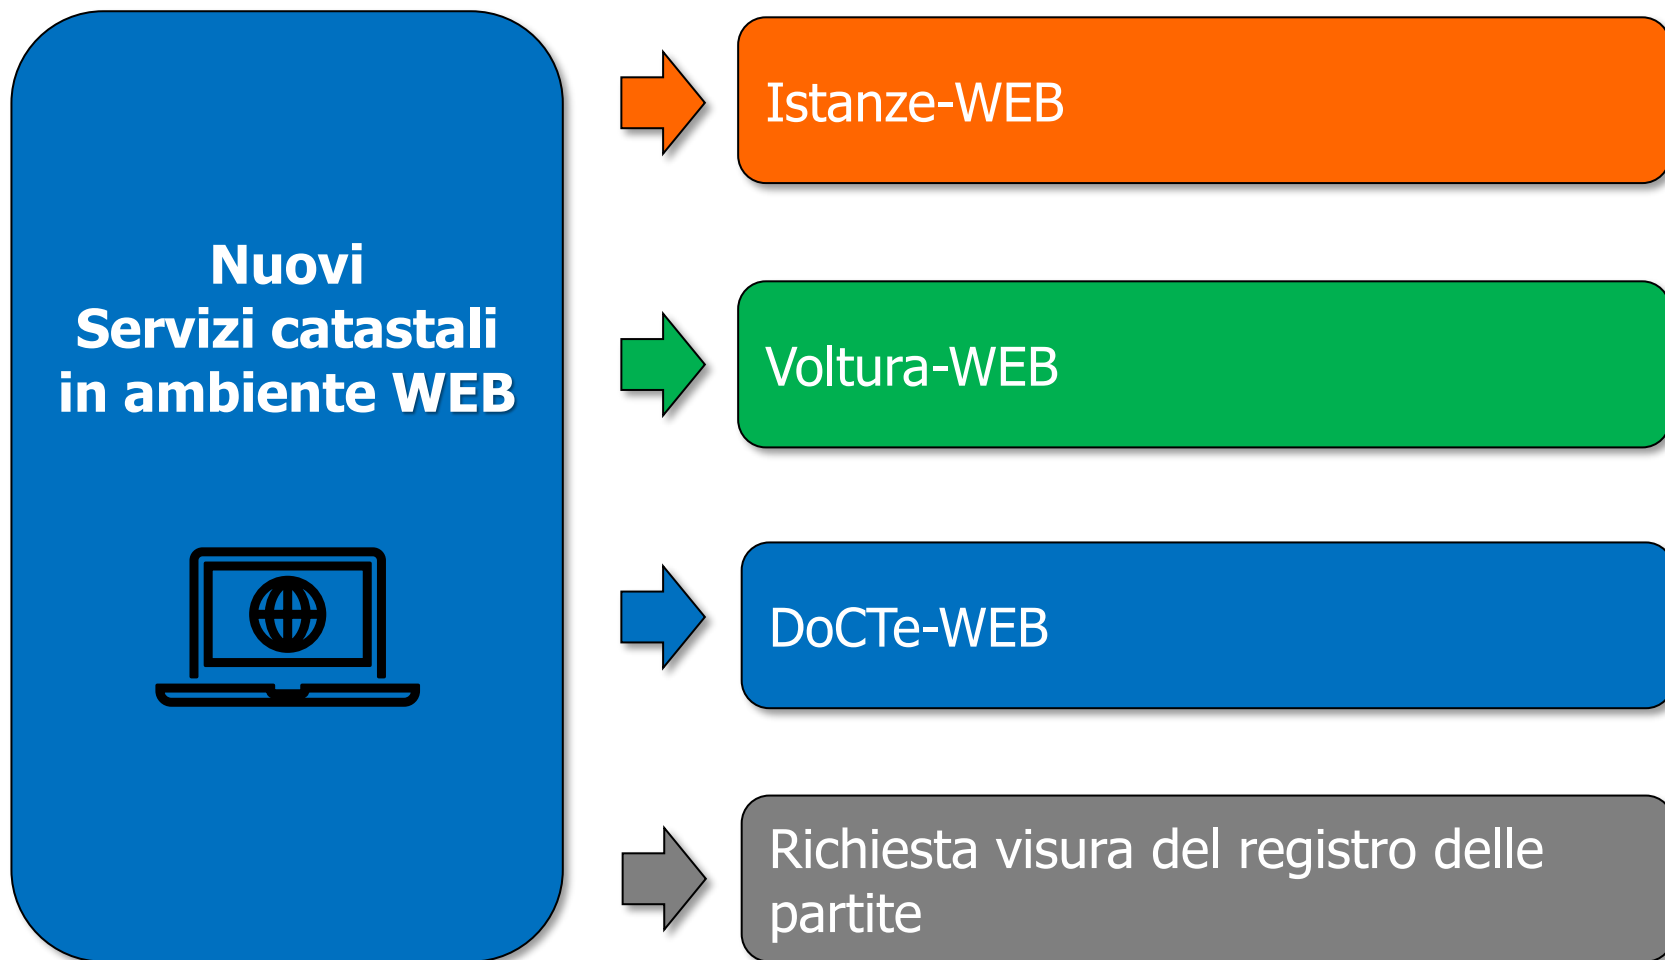 Nuovi
Servizi catastali
in ambiente WEB
Istanze-WEB
Voltura-WEB
DoCTe-WEB
Richiesta visura del registro delle
partite